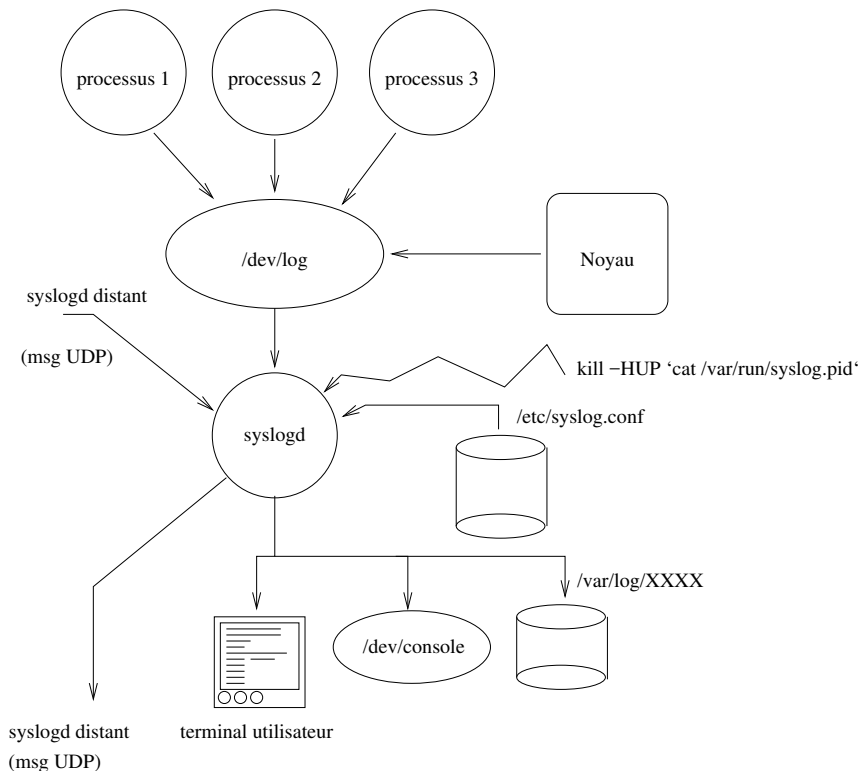 processus 1
processus 2
processus 3
/dev/log
Noyau
syslogd distant
(msg UDP)
kill −HUP ‘cat /var/run/syslog.pid‘
/etc/syslog.conf
syslogd
/var/log/XXXX
/dev/console
syslogd distant
(msg UDP)
terminal utilisateur